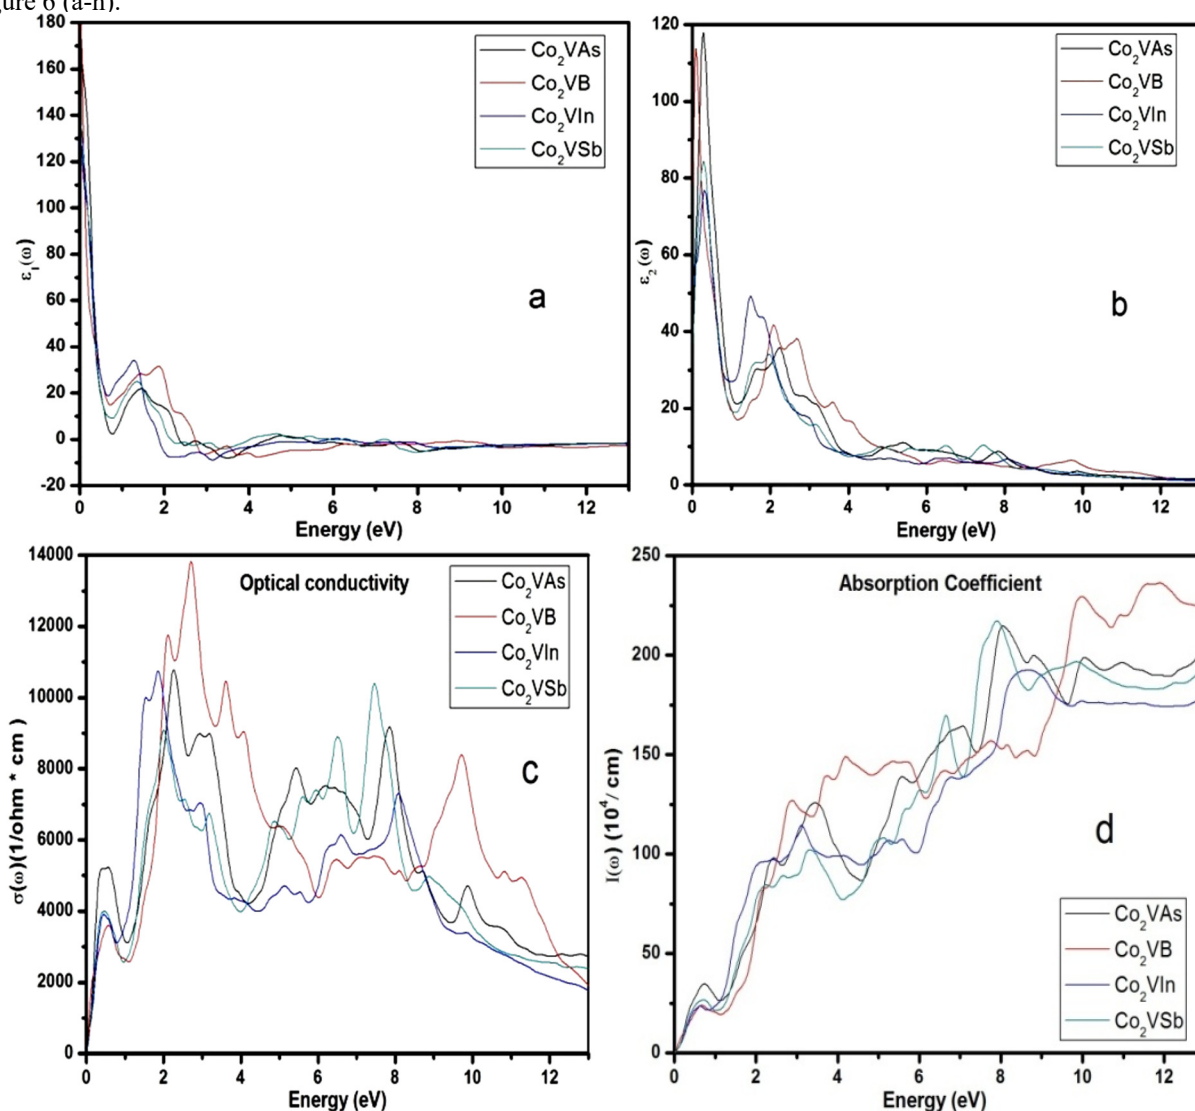 gure 6 (a-h).
180
160
140
120
100
80
60
40
20
0
-20
ε1(ω)
Co2VAs
Co2VB
Co2VIn
Co2VSb
a
0 2 4 6 8 10 12
Energy (eV)
120
100
80
60
40
20
0
ε2(ω)
Co2VAs
Co2VB
Co2VIn
Co2VSb
b
0 2 4 6 8 10 12
Energy (eV)
14000
12000
10000
8000
6000
4000
2000
0
σ(ω)(1/ohm * cm )
Optical conductivity
Co2VAs
Co2VB
Co2VIn
Co2VSb
c
0 2 4 6 8 10 12
Energy (eV)
250
200
150
100
50
0
I(ω) (10^4/ cm)
Absorption Coefficient
d
Co2VAs
Co2VB
Co2VIn
Co2VSb
0 2 4 6 8 10 12
Energy (eV)